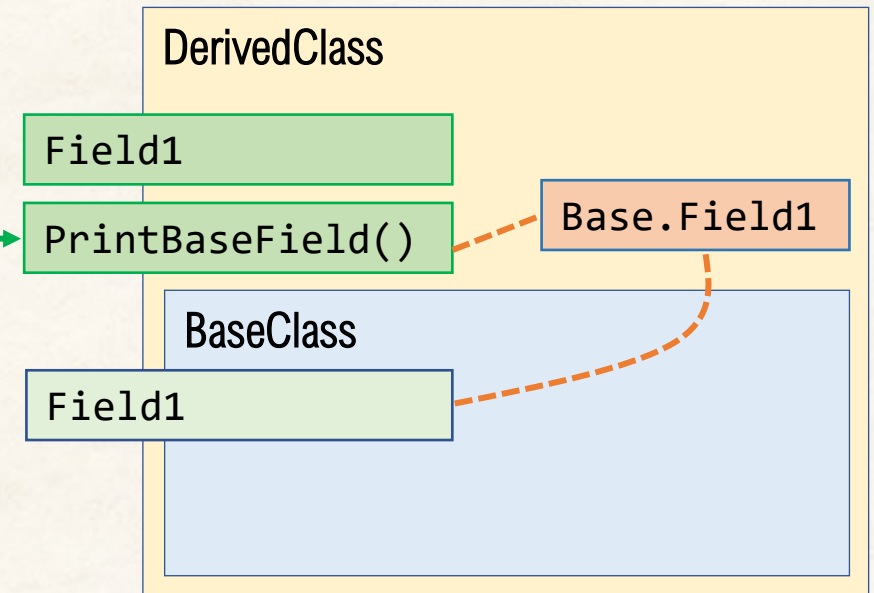 DerivedClass
Field1
PrintBaseField()
Base.Field1
BaseClass
Field1